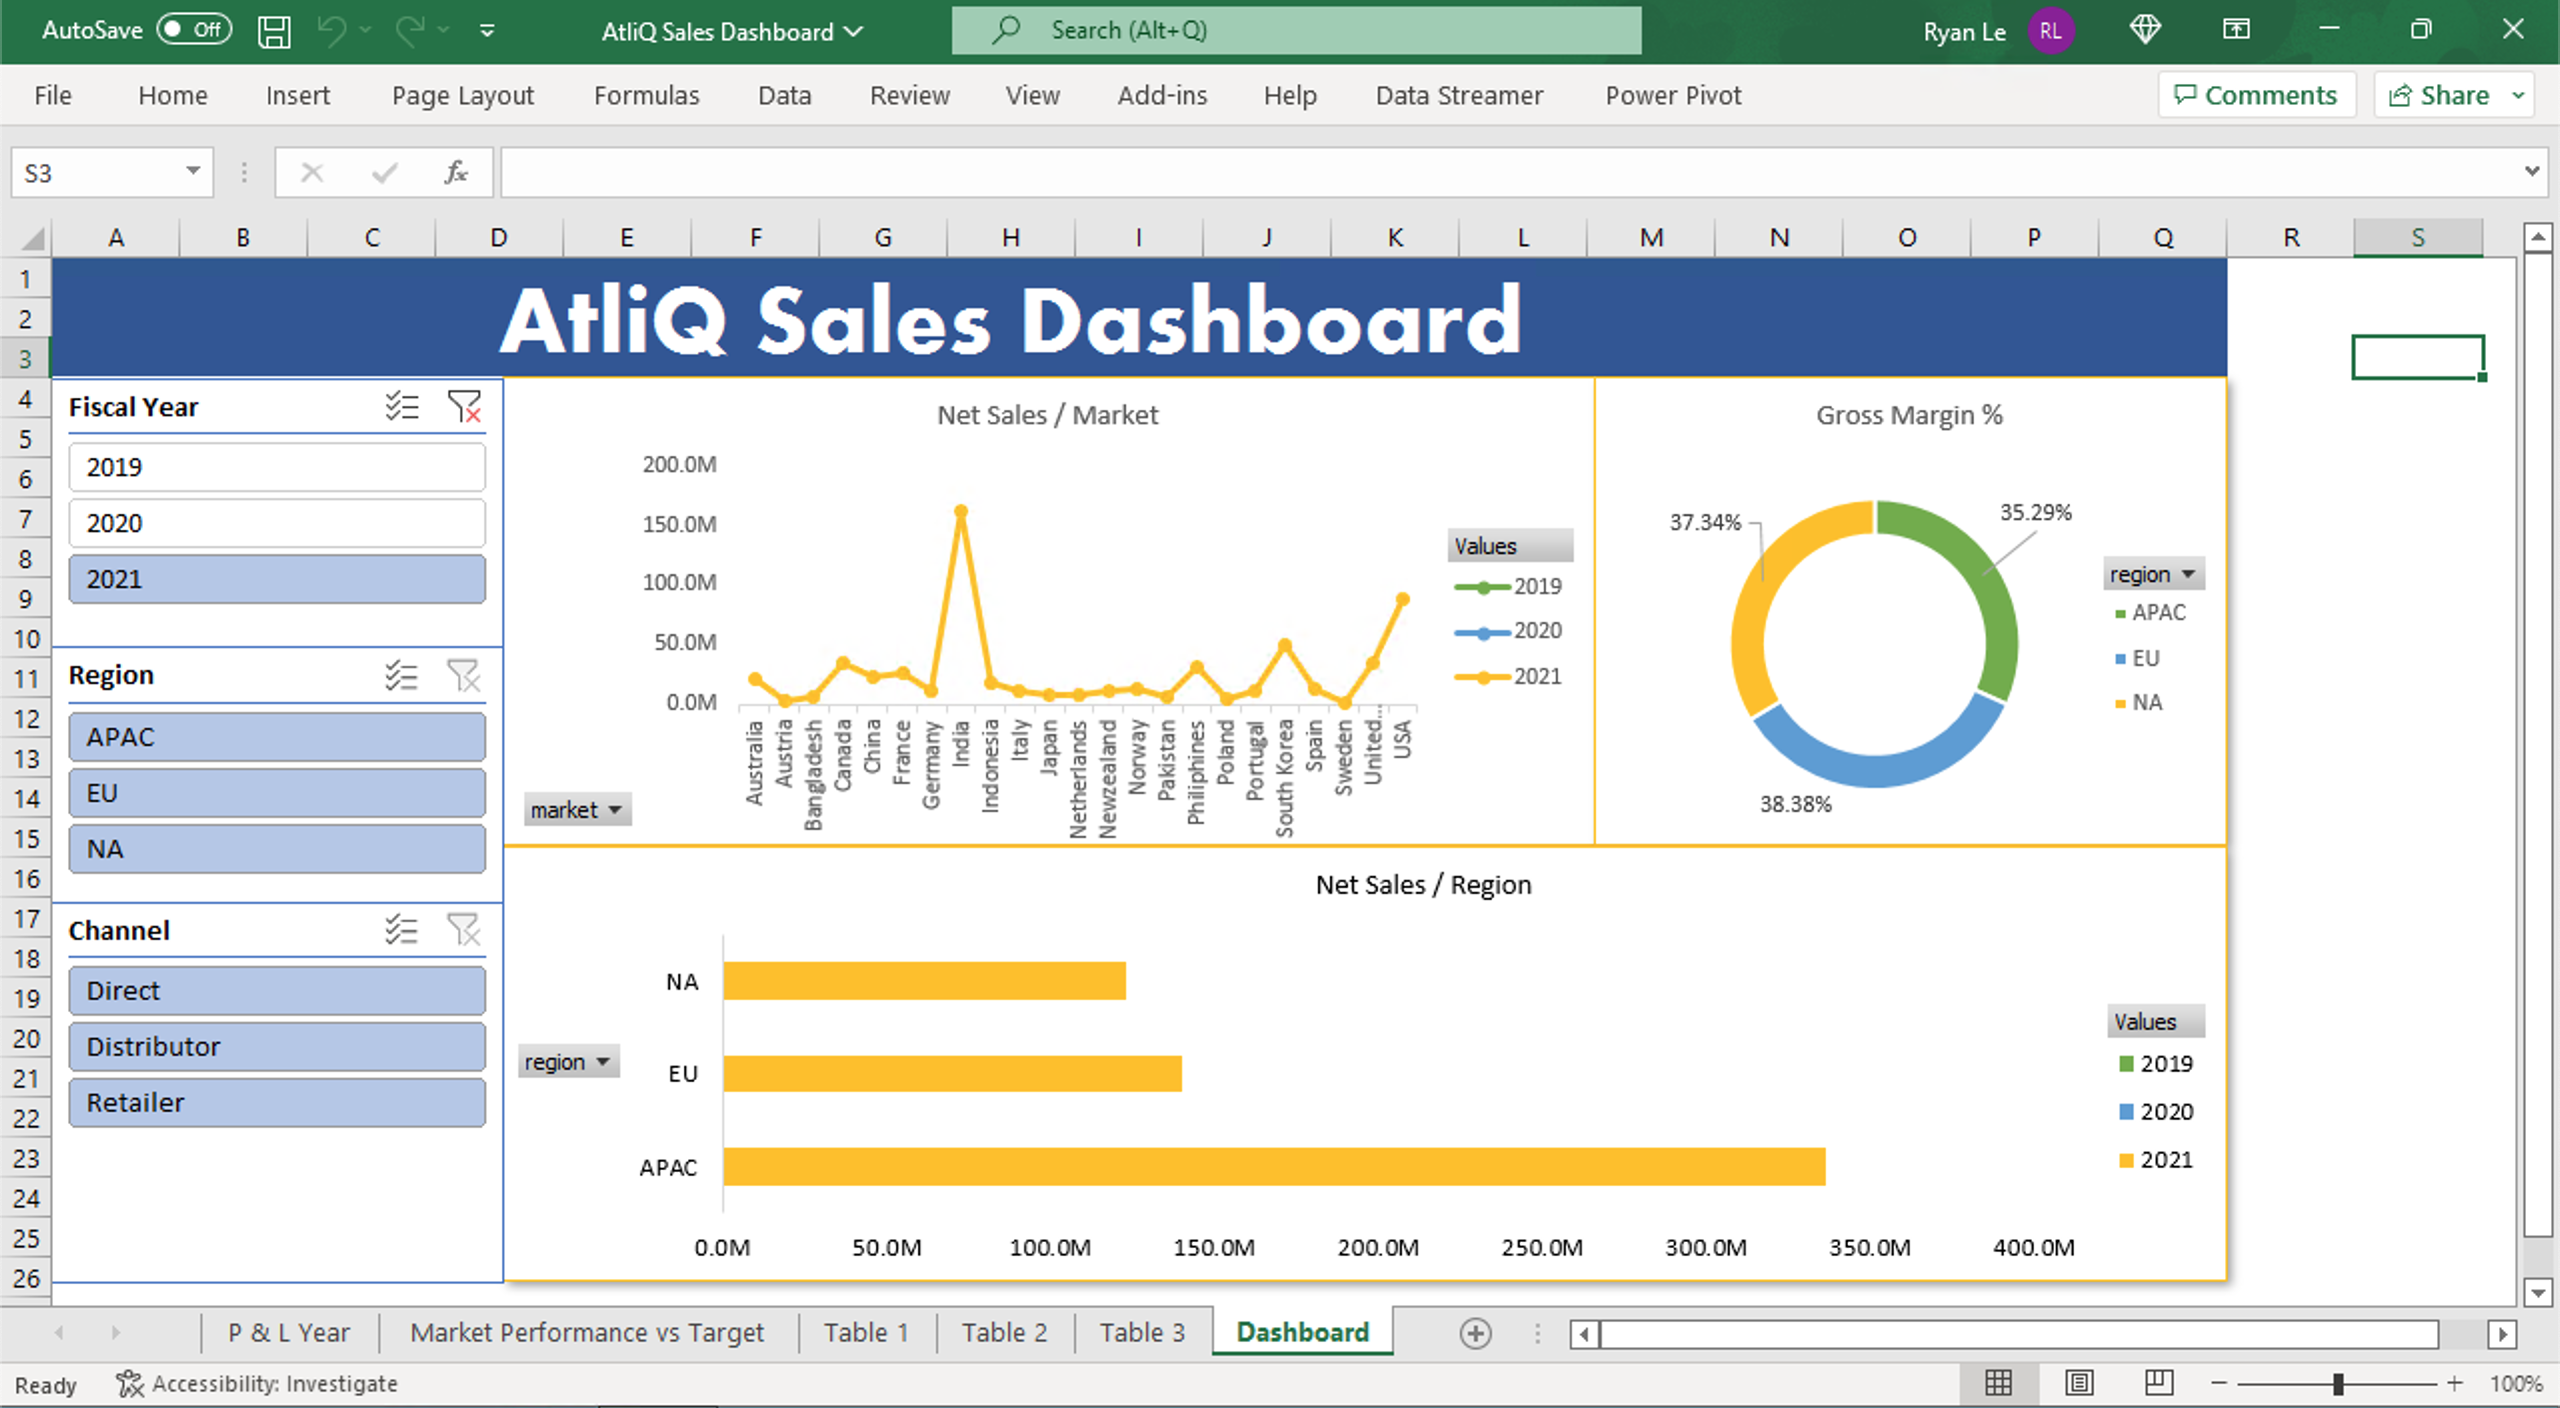 AutoSave Off AtliQ Sales Dashboard Search (Alt+Q) Ryan Le RL
File Home Insert Page Layout Formulas Data Review View Add-ins Help Data Streamer Power Pivot Comments Share
S3 fx
A B C D E F G H I J K L M N O P Q R S
1
2
3
4
5
6
7
8
9
10
11
12
13
14
15
16
17
18
19
20
21
22
23
24
25
26
AtliQ Sales Dashboard
Fiscal Year
2019
2020
2021
Region
APAC
EU
NA
Channel
Direct
Distributor
Retailer
Net Sales / Market
200.0M
150.0M
100.0M
50.0M
0.0M
Australia
Austria
Bangladesh
Canada
China
France
Germany
India
Indonesia
Italy
Japan
Netherlands
Newzealand
Norway
Pakistan
Philiphines
Poland
Portugal
South Korea
Spain
Sweden
United...
USA
market
Values
2019
2020
2021
Gross Margin %
37.34%
35.29%
38.38%
region
APAC
EU
NA
Net Sales / Region
region
NA
EU
APAC
0.0M 50.0M 100.0M 150.0M 200.0M 250.0M 300.0M 350.0M 400.0M
Values
2019
2020
2021
P & L Year Market Performance vs Target Table 1 Table 2 Table 3 Dashboard
Ready Accessibility: Investigate 100%